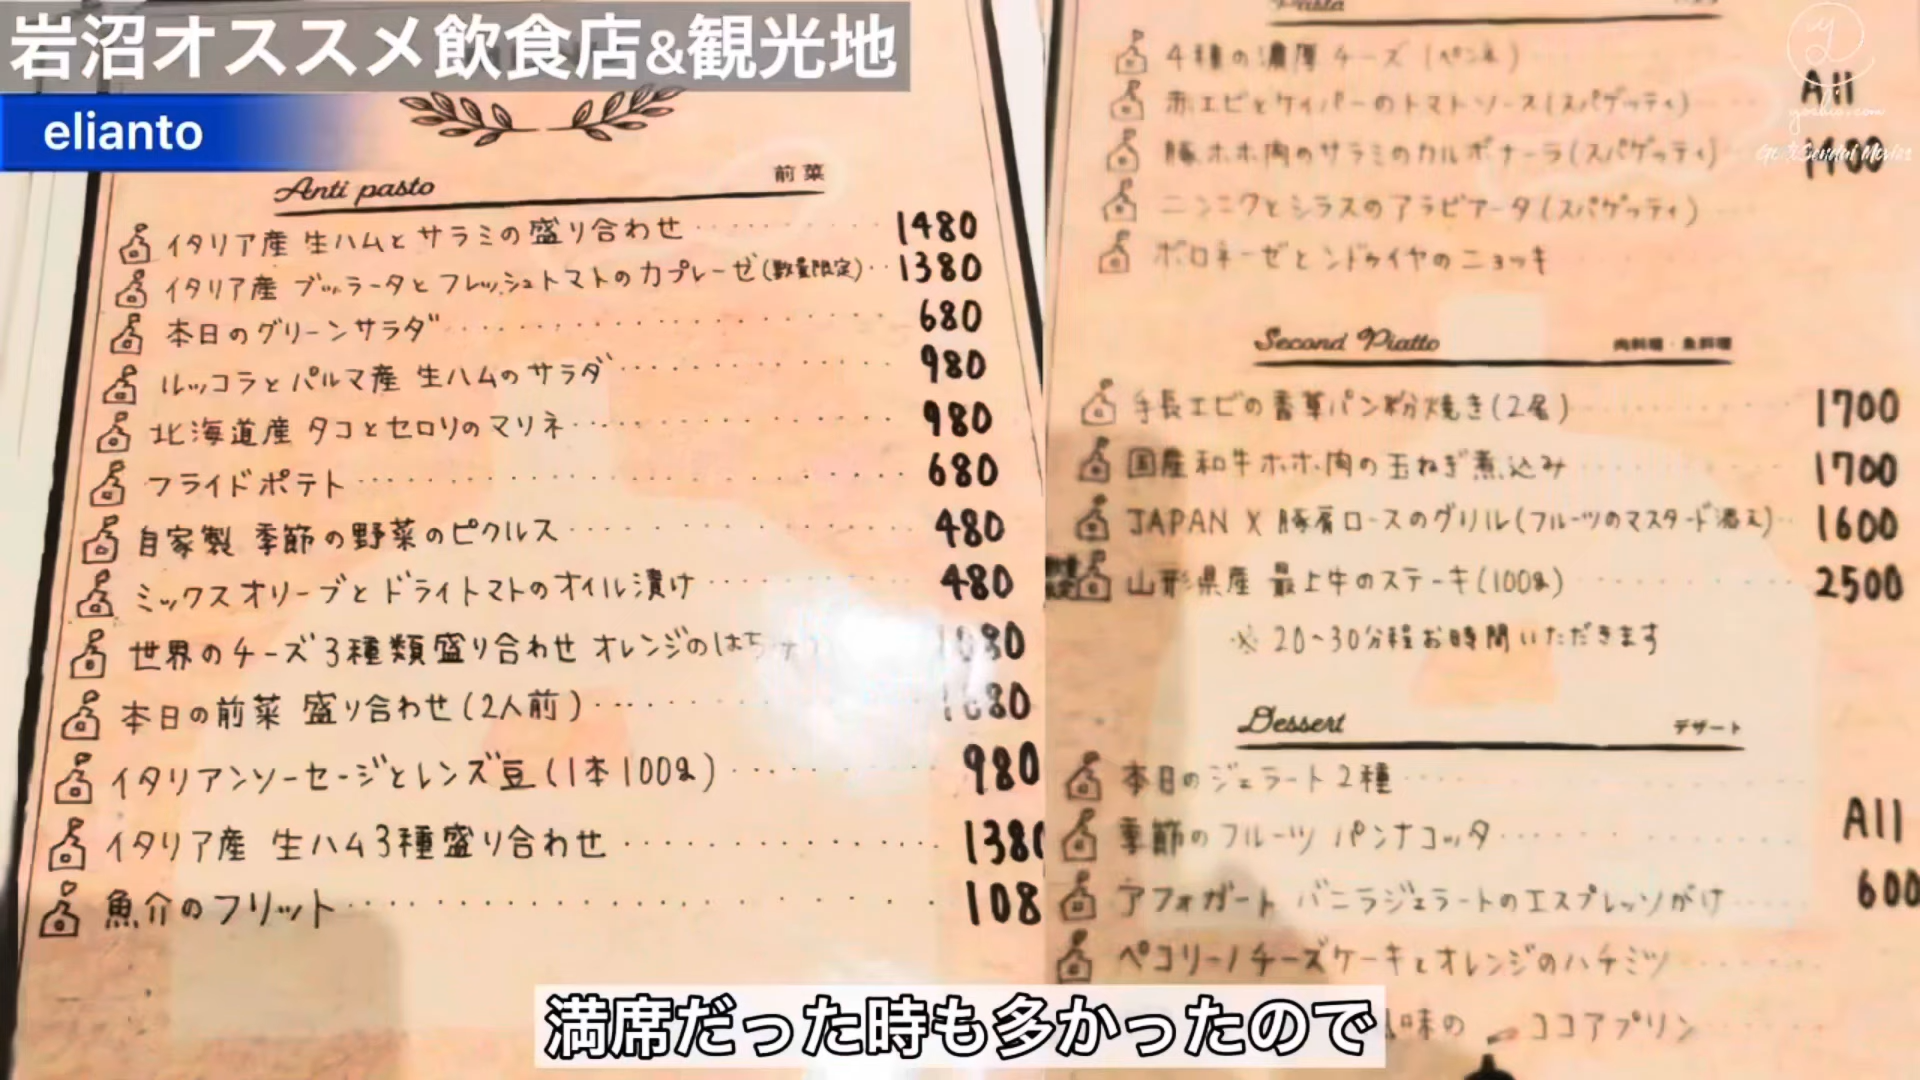 岩沼オススメ飲食店&観光地
elianto
Anti pasto 前菜
イタリア産 生ハムとサラミの盛り合わせ 1480
イタリア産 ブッラータとフレッシュトマトのカプレーゼ(数量限定) 1380
本日のグリーンサラダ 680
ルッコラとパルマ産 生ハムのサラダ 980
北海道産 タコとセロリのマリネ 980
フライドポテト 680
自家製 季節の野菜のピクルス 480
ミックスオリーブとドライトマトのオイル漬け 480
世界のチーズ3種類盛り合わせ オレンジのはち
本日の前菜 盛り合わせ(2人前)
イタリアンソーセージとレンズ豆(1本100g) 980
イタリア産 生ハム3種盛り合わせ 1380
魚介のフリット 108
Pasta
4種の濃厚チーズ(ペンネ)
赤エビとケイパーのトマトソース(スパゲッティ) All
豚ホホ肉のサラミのカルボナーラ(スパゲッティ)
ニンニクとシラスのアラビアータ(スパゲッティ)
ボロネーゼとンドゥイヤのニョッキ
Second Piatto 肉料理・魚料理
手長エビの香草パン粉焼き(2尾) 1700
国産和牛ホホ肉の玉ねぎ煮込み 1700
JAPAN X 豚肩ロースのグリル(フルーツのマスタード添え) 1600
山形県産 最上牛のステーキ(100g) 2500
※20~30分程お時間いただきます
Dessert デザート
本日のジェラート2種
季節のフルーツ パンナコッタ All
アフォガート バニラジェラートのエスプレッソがけ 600
ペコリーノチーズケーキとオレンジのハチミツ
味の ココアプリン
満席だった時も多かったので